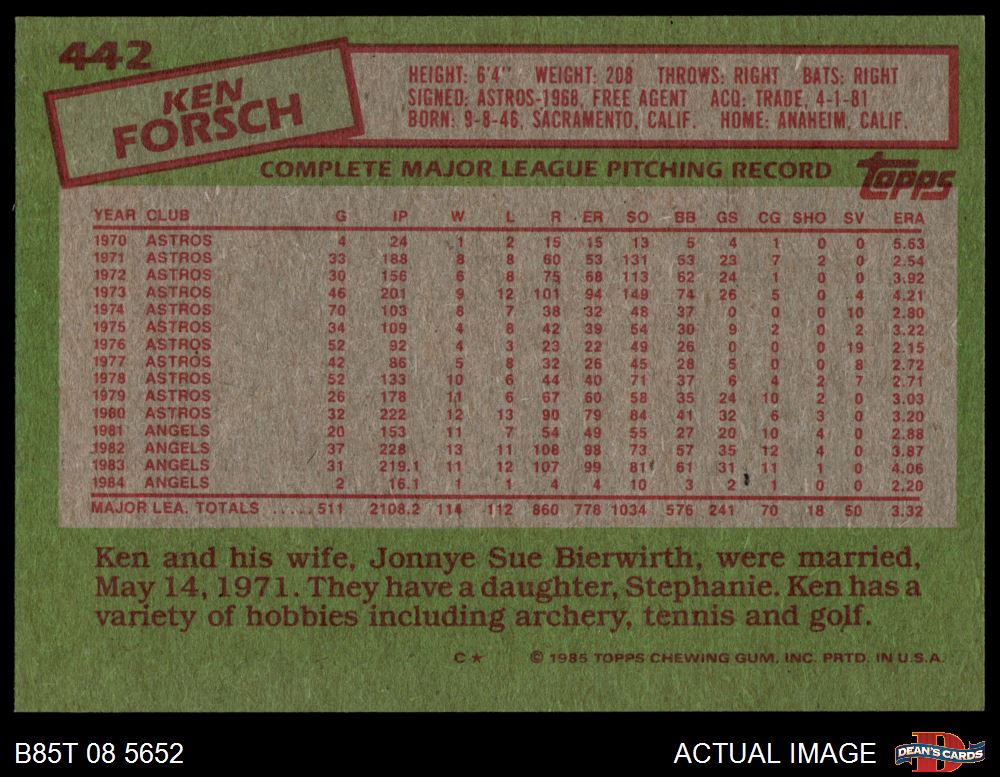 442
KEN
FORSCH
HEIGHT: 6'4" WEIGHT: 208 THROWS: RIGHT BATS: RIGHT
SIGNED: ASTROS-1968, FREE AGENT ACQ: TRADE, 4-1-81
BORN: 9-8-46, SACRAMENTO, CALIF. HOME: ANAHEIM, CALIF.
COMPLETE MAJOR LEAGUE PITCHING RECORD
Topps
YEAR CLUB G IP W L R ER SO BB GS CG SHO SV ERA
1970 ASTROS 4 24 1 2 15 15 13 5 4 1 0 0 5.63
1971 ASTROS 33 188 8 8 60 53 131 53 23 7 2 0 2.54
1972 ASTROS 30 156 6 8 75 68 113 62 24 1 0 0 3.92
1973 ASTROS 46 201 9 12 101 94 149 74 26 5 0 4 4.21
1974 ASTROS 70 103 8 7 38 32 48 37 0 0 0 10 2.80
1975 ASTROS 34 109 4 8 42 39 54 30 9 2 0 2 3.22
1976 ASTROS 52 92 4 3 23 22 49 26 0 0 0 19 2.15
1977 ASTROS 42 86 5 8 32 26 45 28 5 0 0 8 2.72
1978 ASTROS 52 133 10 6 44 40 71 37 6 4 2 7 2.71
1979 ASTROS 26 178 11 6 67 60 58 35 24 10 2 0 3.03
1980 ASTROS 32 222 12 13 90 79 84 41 32 6 3 0 3.20
1981 ANGELS 20 153 11 7 54 49 55 27 20 10 4 0 2.88
1982 ANGELS 37 228 13 11 108 98 73 57 35 12 4 0 3.87
1983 ANGELS 31 219.1 11 12 107 99 81 61 31 11 1 0 4.06
1984 ANGELS 2 16.1 1 1 4 4 10 3 2 1 0 0 2.20
MAJOR LEA. TOTALS ..... 511 2108.2 114 112 860 778 1034 576 241 70 18 50 3.32
Ken and his wife, Jonnye Sue Bierwirth, were married,
May 14, 1971. They have a daughter, Stephanie. Ken has a
variety of hobbies including archery, tennis and golf.
C★ © 1985 TOPPS CHEWING GUM, INC. PRTD. IN U.S.A.
B85T 08 5652 ACTUAL IMAGE DEAN'S CARDS